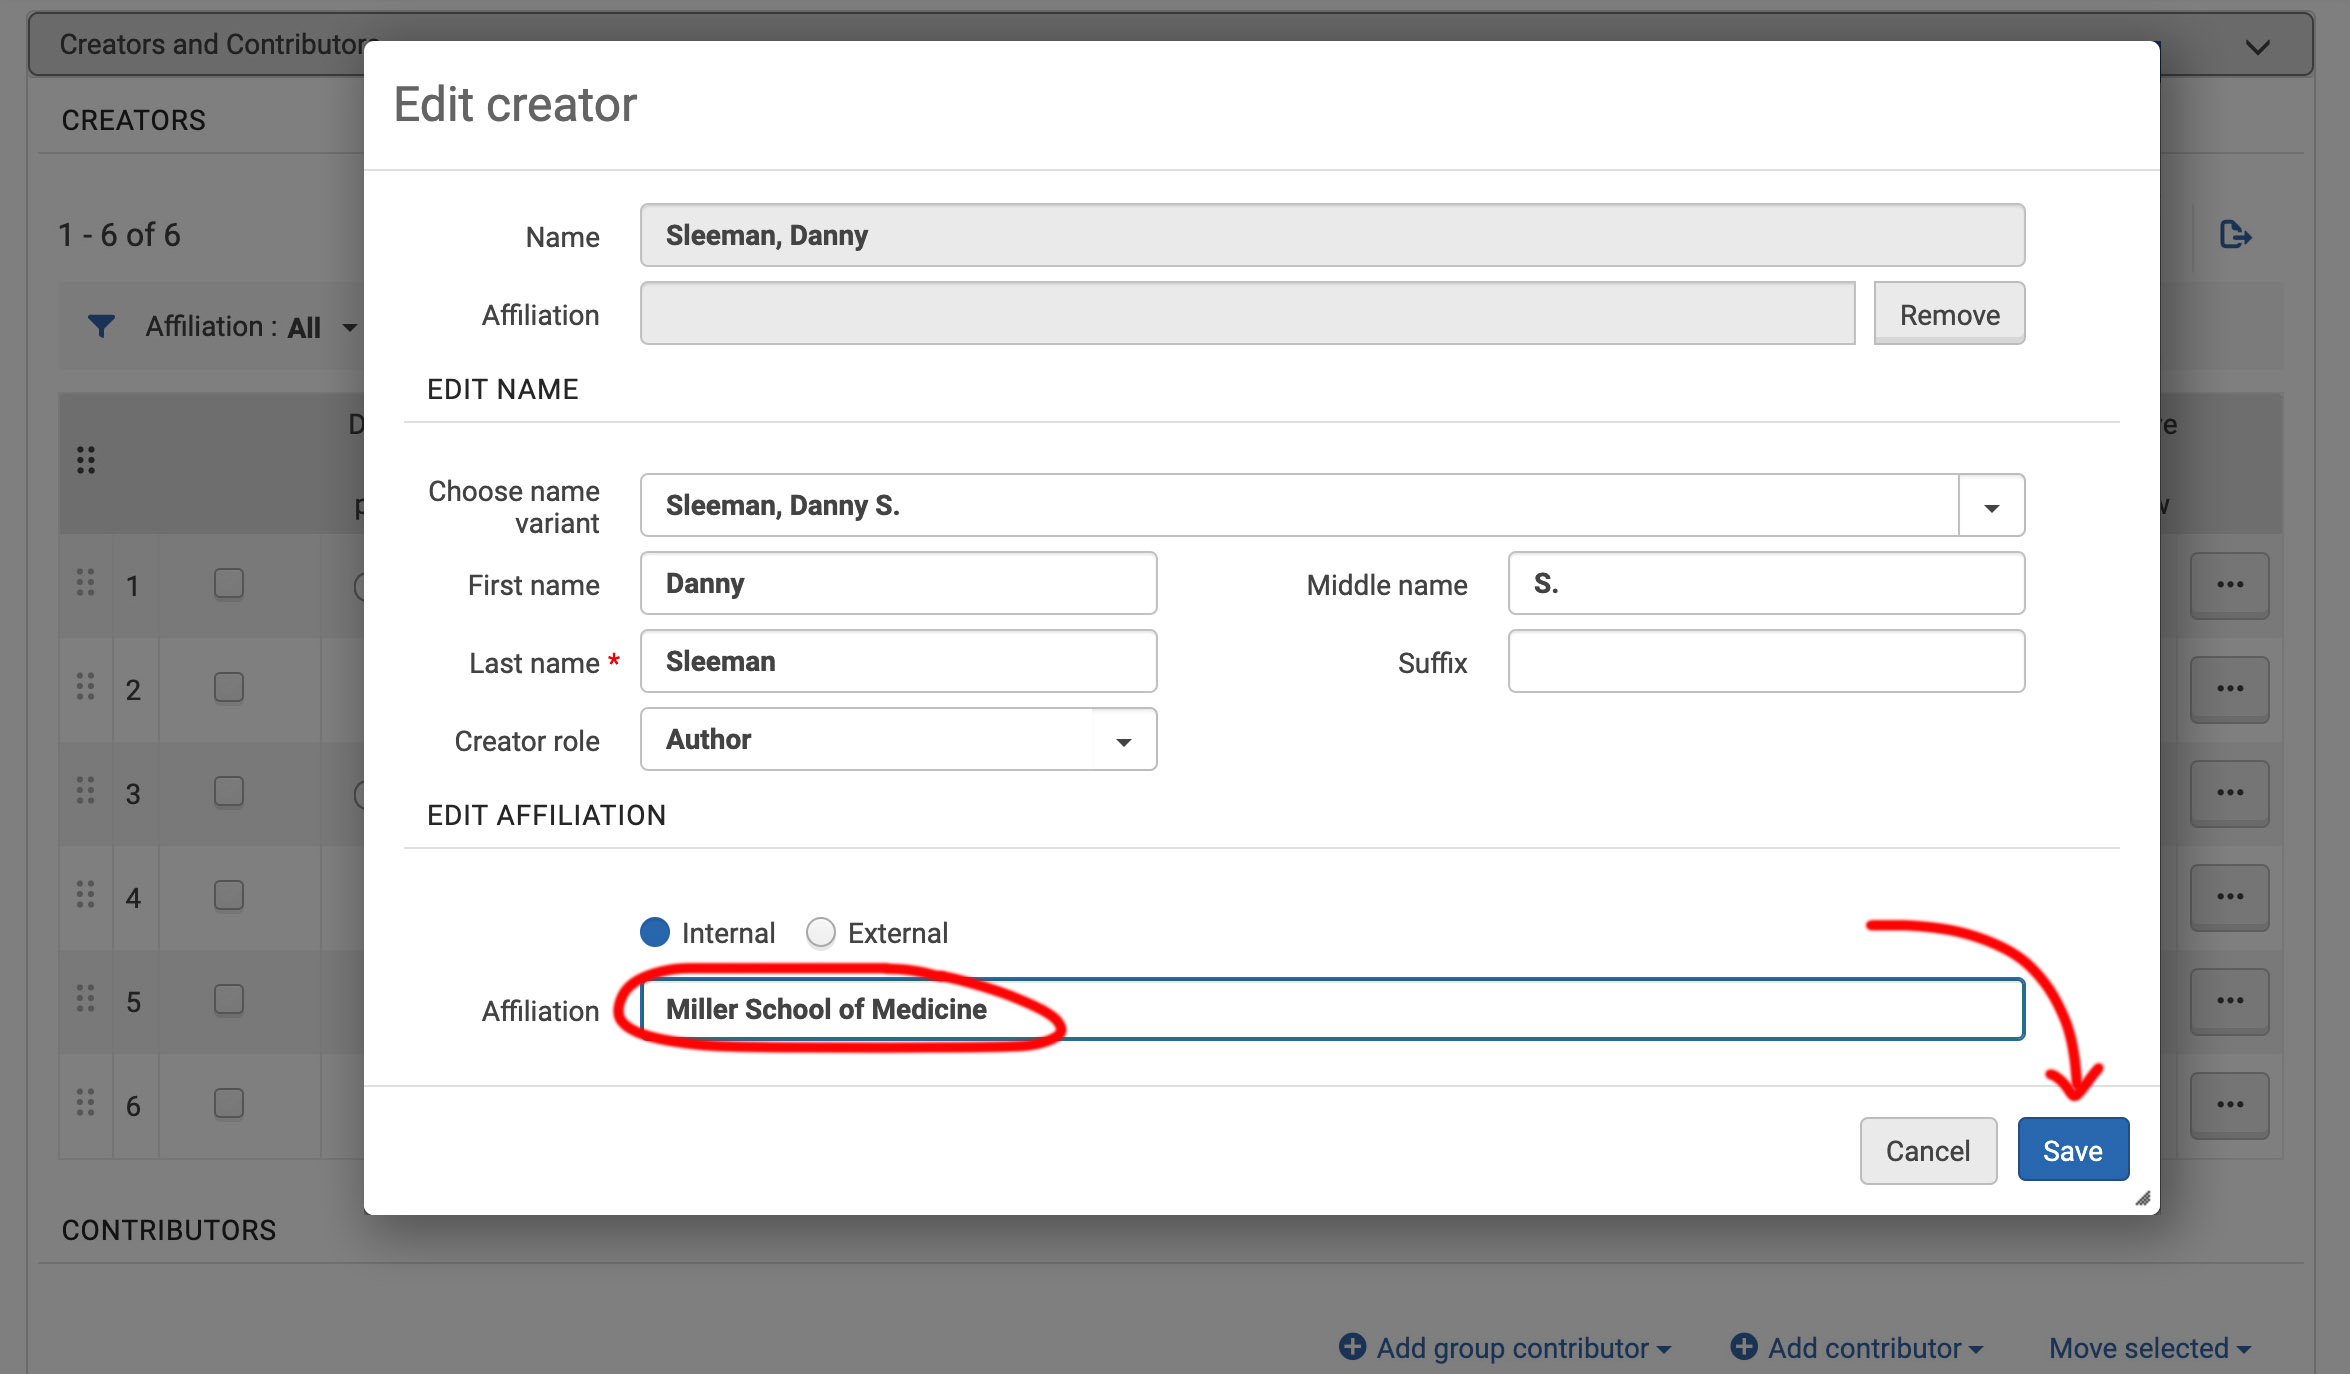 Creators and Contributors
Edit creator
CREATORS
1 - 6 of 6
Name
Sleeman, Danny
Affiliation
Remove
Affiliation : All
EDIT NAME
Choose name
variant
Sleeman, Danny S.
First name
Danny
Middle name
S.
Last name *
Sleeman
Suffix
Creator role
Author
EDIT AFFILIATION
Internal
External
Affiliation
Miller School of Medicine
1
2
3
4
5
6
Cancel
Save
CONTRIBUTORS
Add group contributor
Add contributor
Move selected